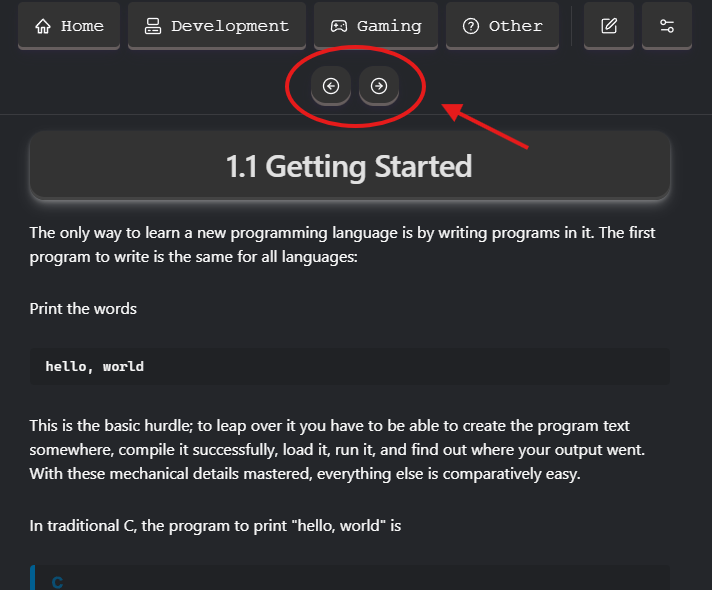 Home Development Gaming Other
1.1 Getting Started
The only way to learn a new programming language is by writing programs in it. The first
program to write is the same for all languages:
Print the words
hello, world
This is the basic hurdle; to leap over it you have to be able to create the program text
somewhere, compile it successfully, load it, run it, and find out where your output went.
With these mechanical details mastered, everything else is comparatively easy.
In traditional C, the program to print "hello, world" is
C